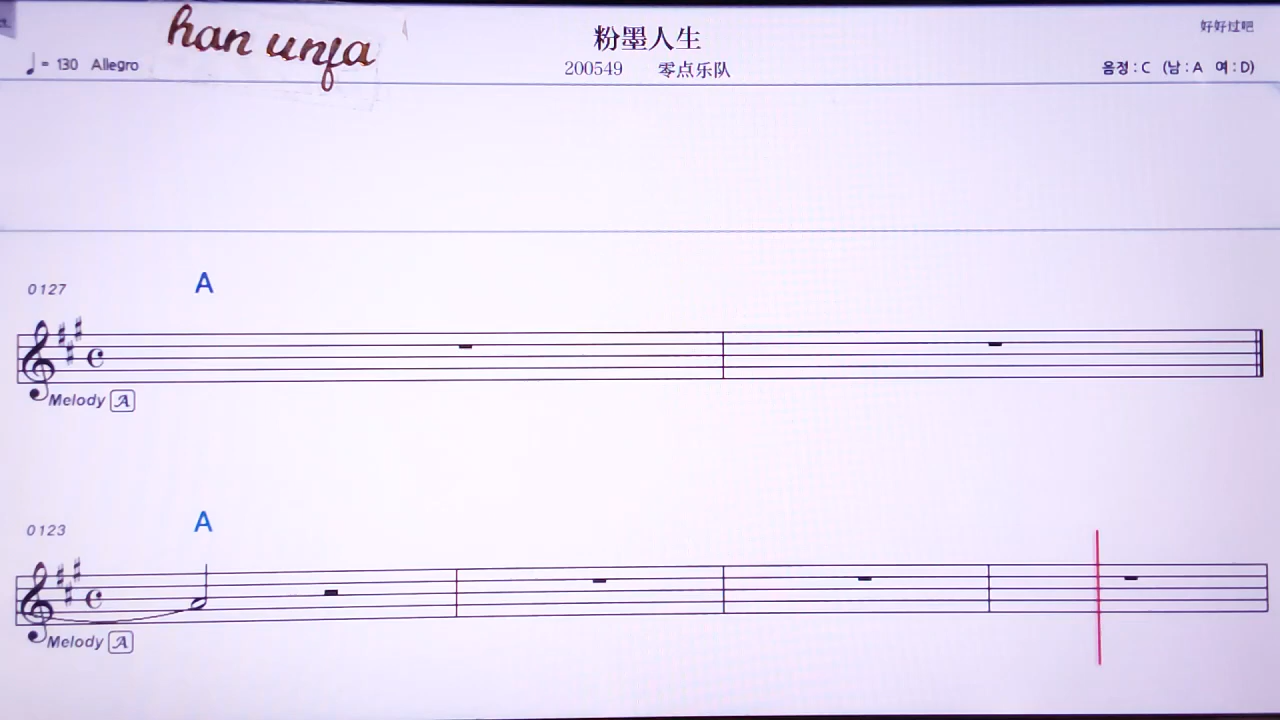 han unfa
粉墨人生
好好过吧
♩ = 130 Allegro
200549 零点乐队
음정 : C (남 : A 여 : D)
0127
A
Melody A
0123
A
Melody A